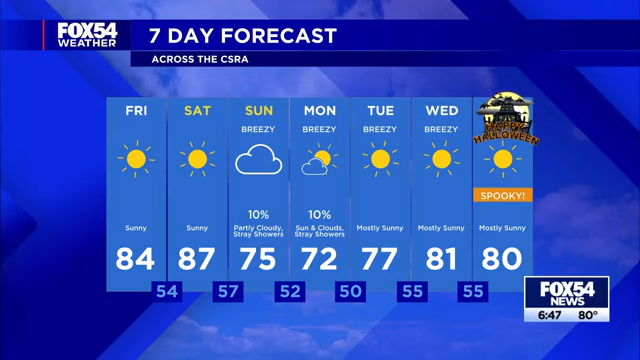 FOX54
WEATHER
7 DAY FORECAST
ACROSS THE CSRA
FRI
SAT
SUN
MON
TUE
WED
BREEZY
BREEZY
BREEZY
BREEZY
HAPPY
HALLOWEEN
SPOOKY!
10%
10%
Sunny
Sunny
Partly Cloudy,
Stray Showers
Sun & Clouds,
Stray Showers
Mostly Sunny
Mostly Sunny
Mostly Sunny
84
87
75
72
77
81
80
54
57
52
50
55
55
FOX54
NEWS
6:47 80°